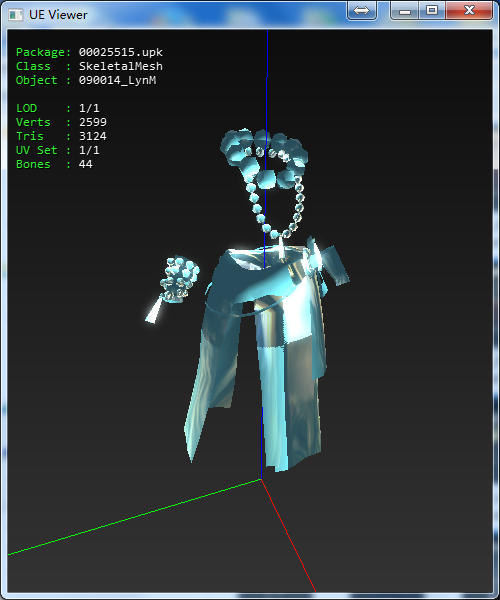 UE Viewer
Package: 00025515.upk
Class : SkeletalMesh
Object : 090014_LynM
LOD : 1/1
Verts : 2599
Tris : 3124
UV Set : 1/1
Bones : 44